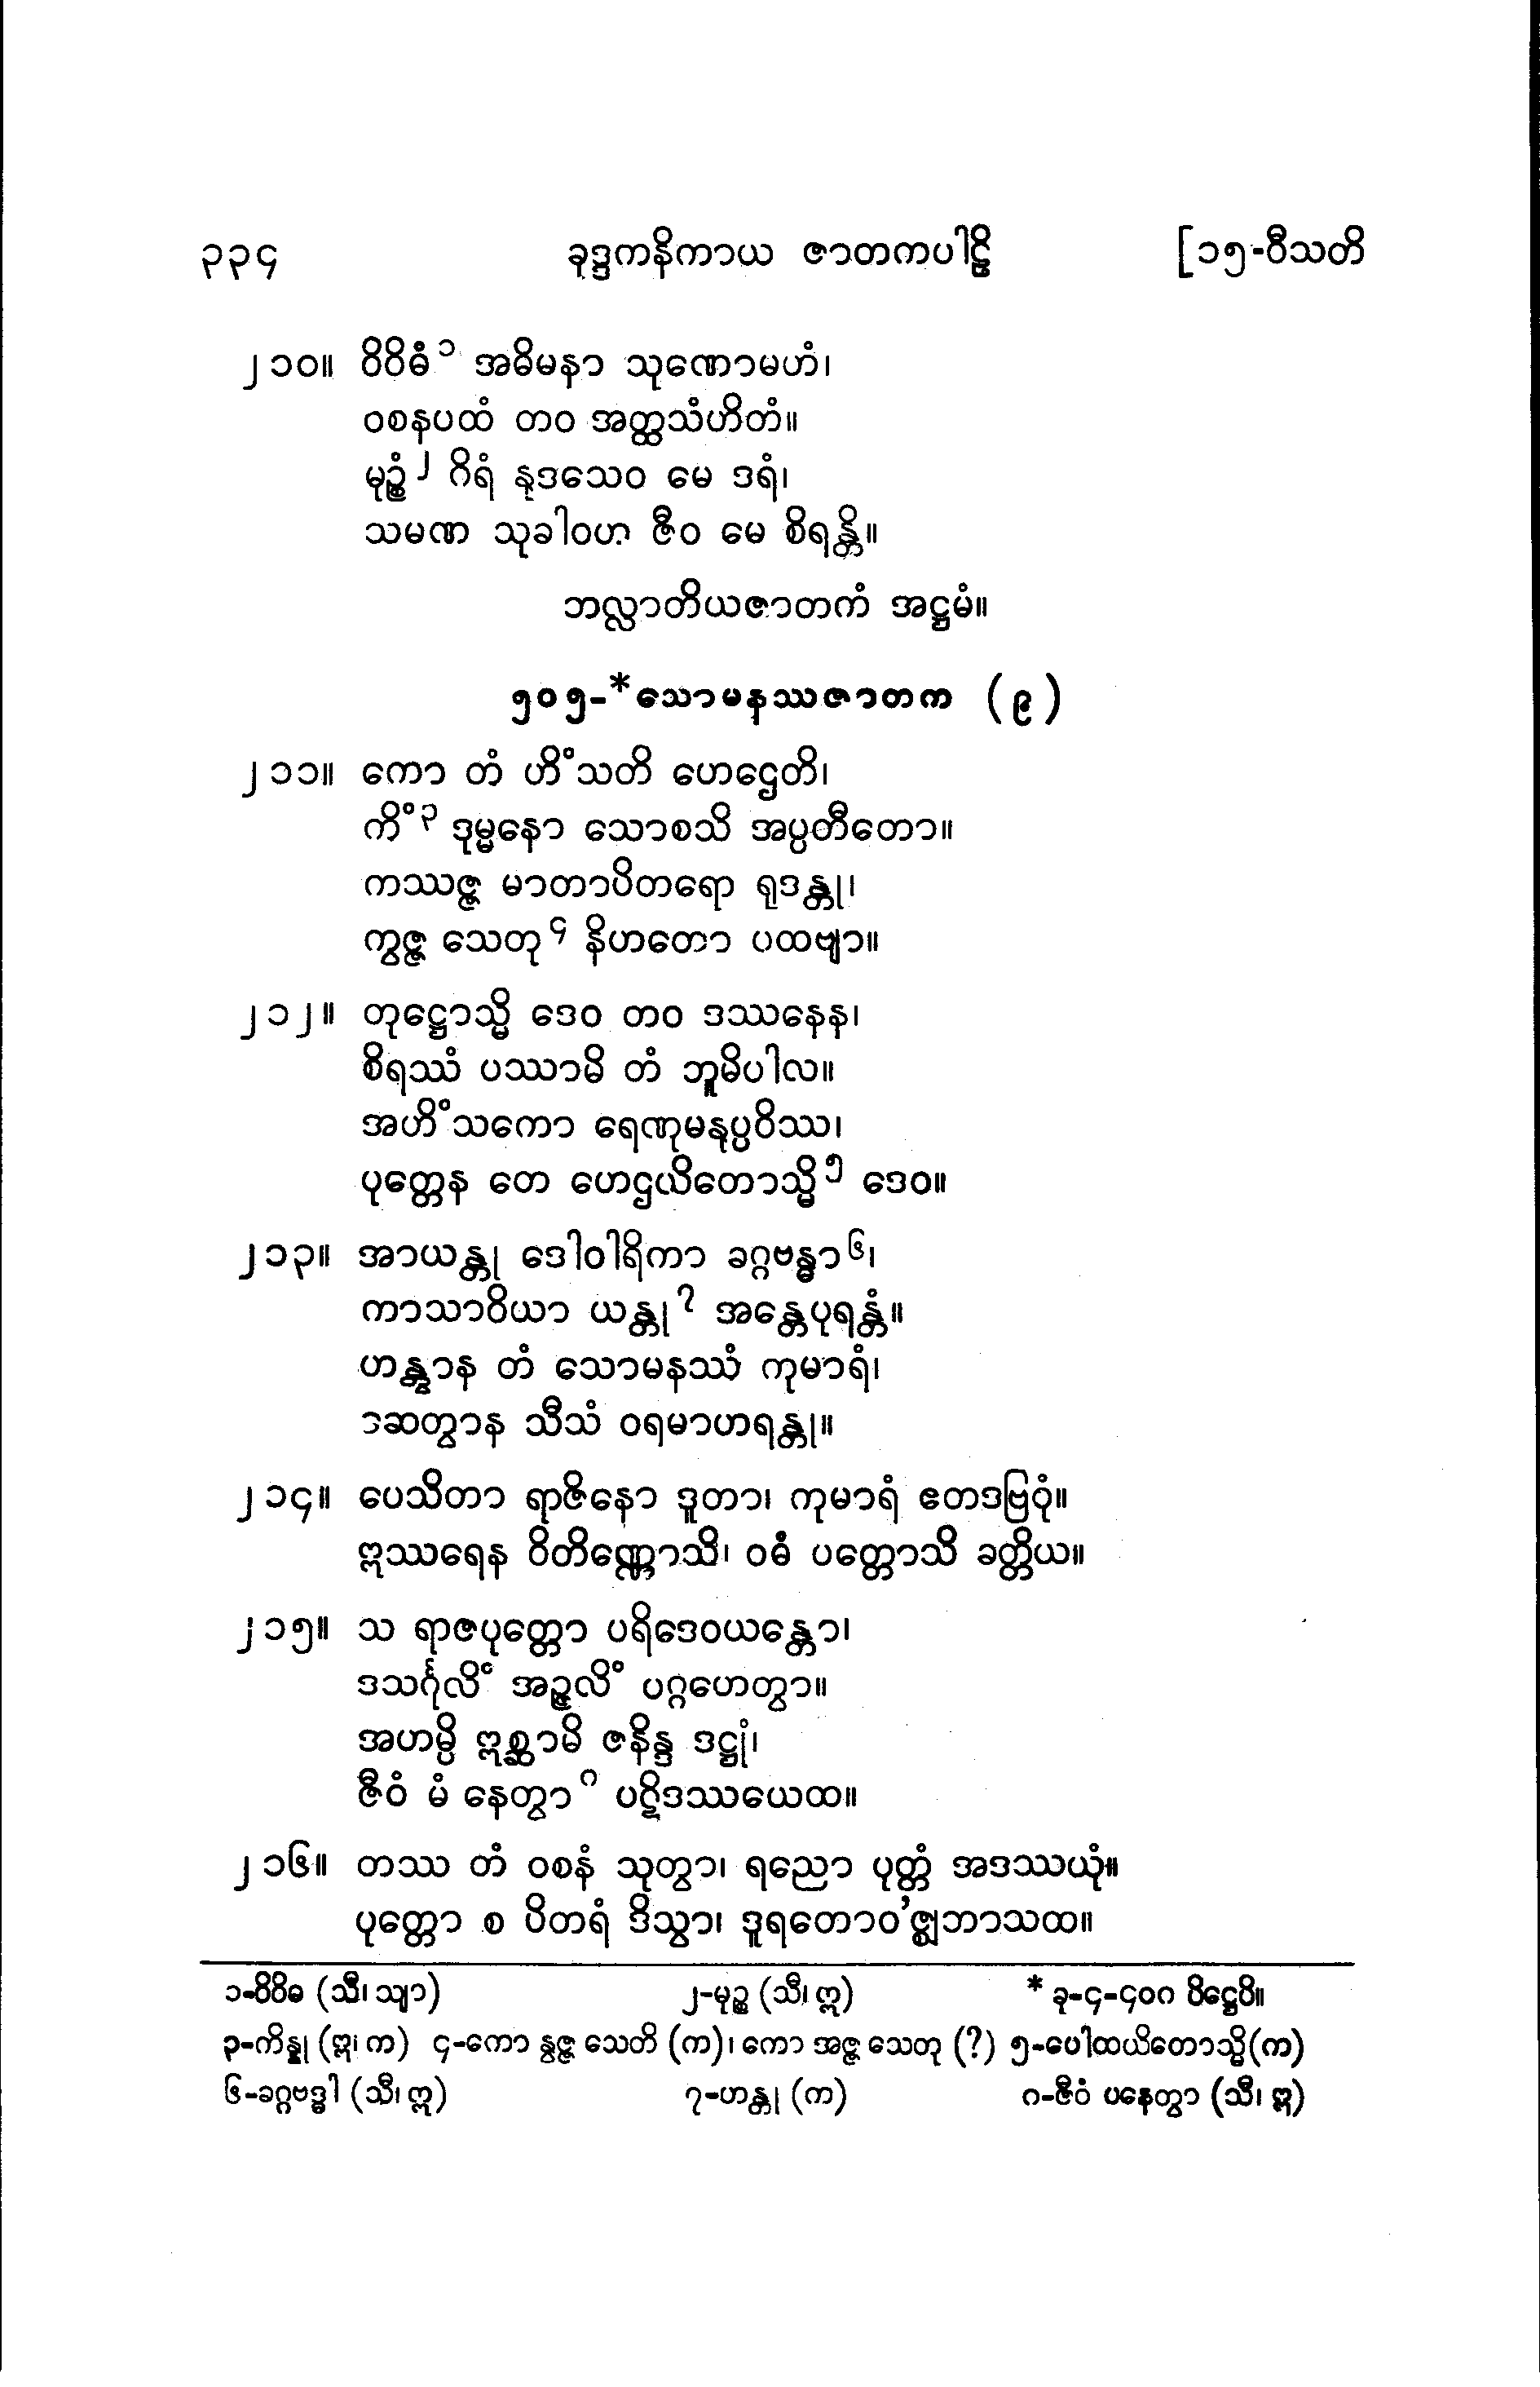 ၃၃၄ ခုဒ္ဒကနိကာယ ဇာတကပါဠိ [၁၅-ဝီသတိ
၂၁၀။ ဝိဝိဓံ ၁ အဓိမနာ သုဏောမဟံ၊
ဝစနပထံ တဝ အတ္ထသံဟိတံ။
မုဉ္စံ ၂ ဂိရံ နုဒသေဝ မေ ဒရံ၊
သမဏ သုခါဝဟ ဇီဝ မေ စိရန္တိ။
ဘလ္လာတိယဇာတကံ အဋ္ဌမံ။
၅၀၅-*သောမနဿဇာတက (၉)
၂၁၁။ ကော တံ ဟိံသတိ ဟေဌေတိ၊
ကိံ ၃ ဒုမ္မနော သောစသိ အပ္ပတီတော။
ကဿဇ္ဇ မာတာပိတရော ရုဒန္တု၊
ကွဇ္ဇ သေတု ၄ နိဟတော ပထဗျာ။
၂၁၂။ တုဋ္ဌောသ္မိ ဒေဝ တဝ ဒဿနေန၊
စိရဿံ ပဿာမိ တံ ဘူမိပါလ။
အဟိံသကော ရေဏုမနုပ္ပဝိဿ၊
ပုတ္တေန တေ ဟေဌယိတောသ္မိ ၅ ဒေဝ။
၂၁၃။ အာယန္တု ဒေါဝါရိကာ ခဂ္ဂဗန္ဓာ ၆၊
ကာသာဝိယာ ယန္တု ၇ အန္တေပုရန္တံ။
ဟန္တွာန တံ သောမနဿံ ကုမာရံ၊
ဒဆတွာန သီသံ ဝရမာဟရန္တု။
၂၁၄။ ပေသိတာ ရာဇိနော ဒူတာ၊ ကုမာရံ ဧတဒဗြဝုံ။
ဣဿရေန ဝိတိဏ္ဏောသိ၊ ဝဓံ ပတ္တောသိ ခတ္တိယ။
၂၁၅။ သ ရာဇပုတ္တော ပရိဒေဝယန္တော၊
ဒသင်္ဂုလိံ အဉ္ဇလိံ ပဂ္ဂဟေတွာ။
အဟမ္ပိ ဣစ္ဆာမိ ဇနိန္ဒ ဒဋ္ဌုံ၊
ဇီဝံ မံ နေတွာ ၈ ပဋိဒဿယေထ။
၂၁၆။ တဿ တံ ဝစနံ သုတွာ၊ ရညော ပုတ္တံ အဒဿယုံ။
ပုတ္တော စ ပိတရံ ဒိသွာ၊ ဒူရတောဝ’ဇ္ဈဘာသထ။
၁-ဝိဝိဓ (သီ၊ သျာ) ၂-မုဉ္စ (သီ၊ ဣ) * ခု-၄-၄၀၈ ပိဋ္ဌေပိ။
၃-ကိန္နု (ဣ၊ က) ၄-ကော နွဇ္ဇ သေတိ (က)၊ ကော အဇ္ဇ သေတု (?) ၅-ပေါထယိတောသ္မိ(က)
၆-ခဂ္ဂဗဒ္ဓါ (သီ၊ ဣ) ၇-ဟန္တု (က) ၈-ဇီဝံ ပနေတွာ (သီ၊ ဣ)